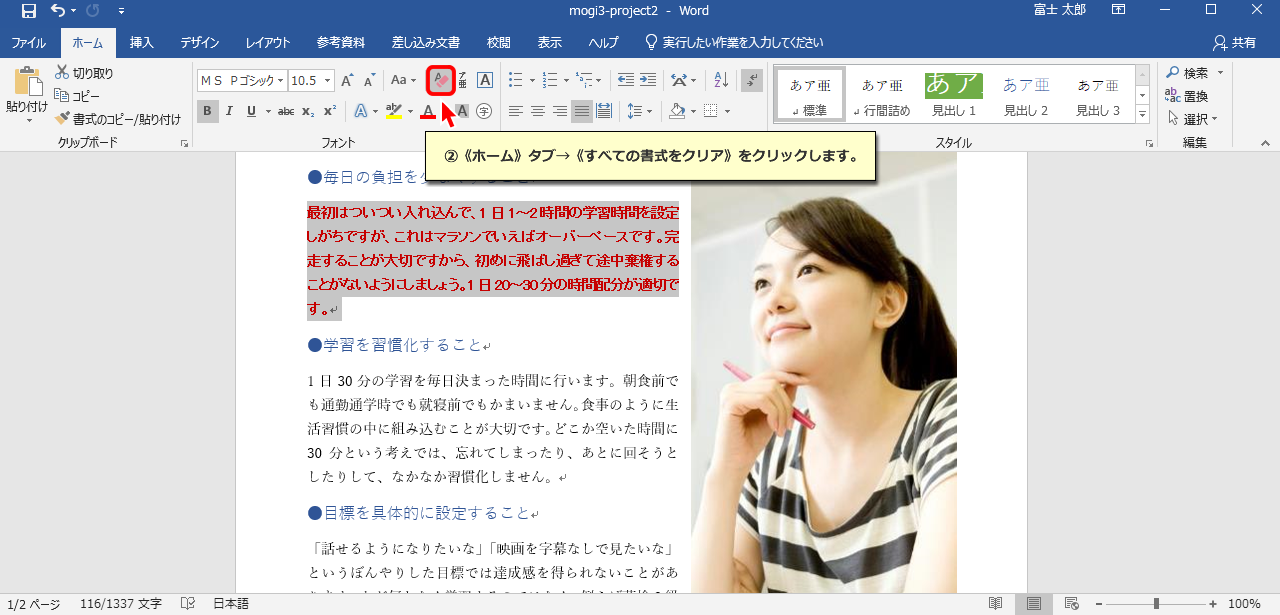 mogi3-project2 - Word
富士 太郎
ファイル ホーム 挿入 デザイン レイアウト 参考資料 差し込み文書 校閲 表示 ヘルプ 実行したい作業を入力してください 共有
貼り付け
切り取り
コピー
書式のコピー/貼り付け
クリップボード
ＭＳ Ｐゴシック 10.5
Aa
B I U abc x₂ x²
フォント
あア亜 標準
あア亜 行間詰め
あア 見出し 1
あア亜 見出し 2
あア亜 見出し 3
スタイル
検索
置換
選択
編集
②《ホーム》タブ→《すべての書式をクリア》をクリックします。
●毎日の負担を
最初はついつい入れ込んで、1 日 1～2 時間の学習時間を設定
しがちですが、これはマラソンでいえばオーバーペースです。完
走することが大切ですから、初めに飛ばし過ぎて途中棄権する
ことがないようにしましょう。1 日 20～30 分の時間配分が適切で
す。
●学習を習慣化すること
1 日 30 分の学習を毎日決まった時間に行います。朝食前で
も通勤通学時でも就寝前でもかまいません。食事のように生
活習慣の中に組み込むことが大切です。どこか空いた時間に
30 分という考えでは、忘れてしまったり、あとに回そうと
したりして、なかなか習慣化しません。
●目標を具体的に設定すること
「話せるようになりたいな」「映画を字幕なしで見たいな」
というぼんやりした目標では達成感を得られないことがあ
1/2 ページ 116/1337 文字 日本語 100%